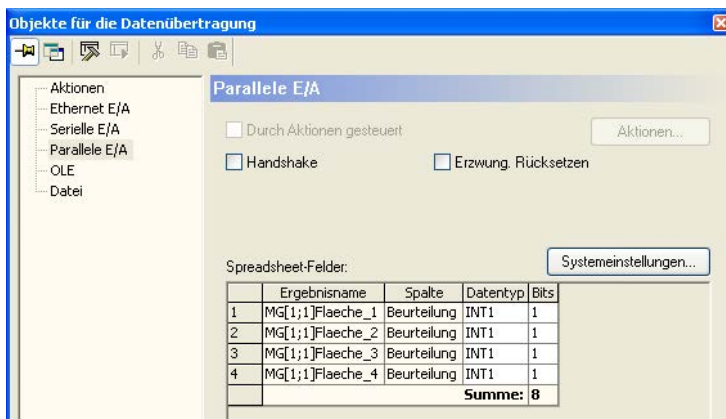 Objekte für die Datenübertragung
Aktionen
Ethernet E/A
Serielle E/A
Parallele E/A
OLE
Datei
Parallele E/A
Durch Aktionen gesteuert
Aktionen...
Handshake
Erzwung. Rücksetzen
Systemeinstellungen...
Spreadsheet-Felder:
Ergebnisname Spalte Datentyp Bits
1 MG[1;1]Flaeche_1 Beurteilung INT1 1
2 MG[1;1]Flaeche_2 Beurteilung INT1 1
3 MG[1;1]Flaeche_3 Beurteilung INT1 1
4 MG[1;1]Flaeche_4 Beurteilung INT1 1
Summe: 8